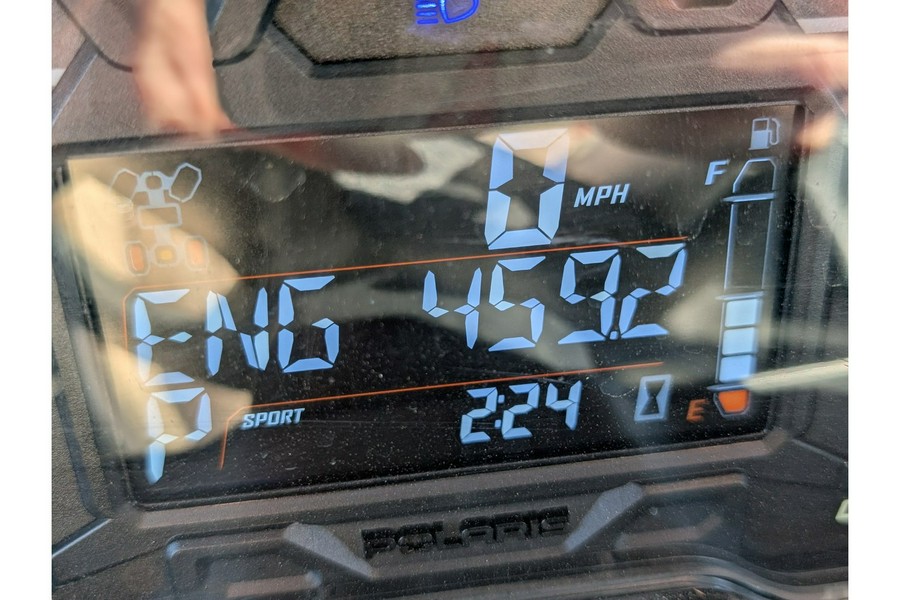 0 MPH
F
ENG 459.2
P SPORT 2:24
E
POLARIS